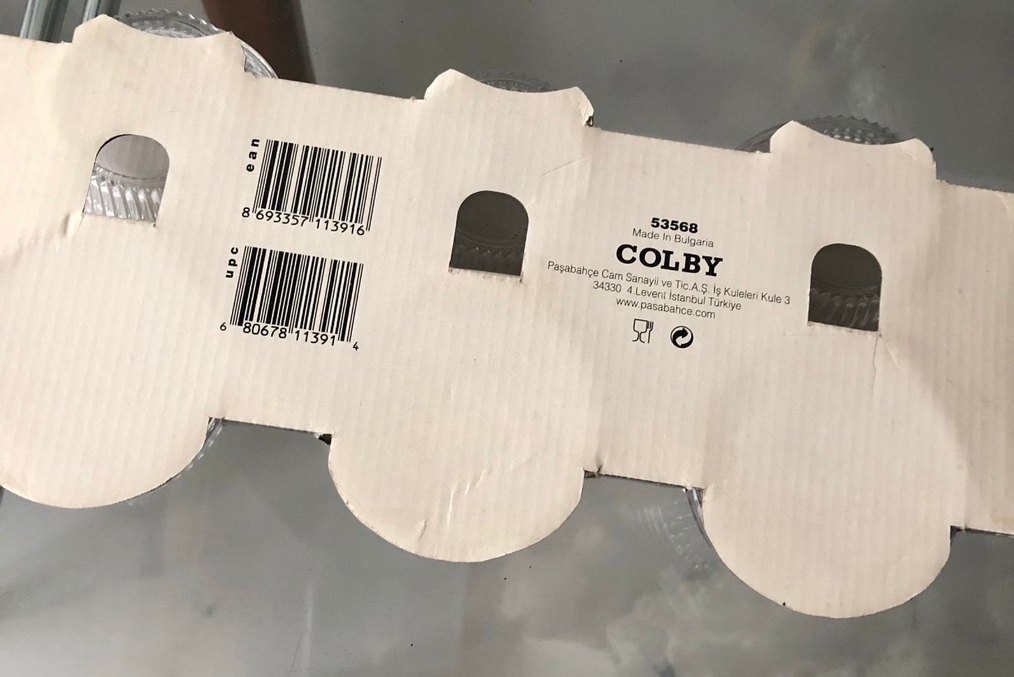 ean
8 693357 113916
upc
6 80678 11391 4
53568
Made In Bulgaria
COLBY
Paşabahçe Cam Sanayii ve Tic.A.Ş. İş Kuleleri Kule 3
34330 4.Levent İstanbul Türkiye
www.pasabahce.com